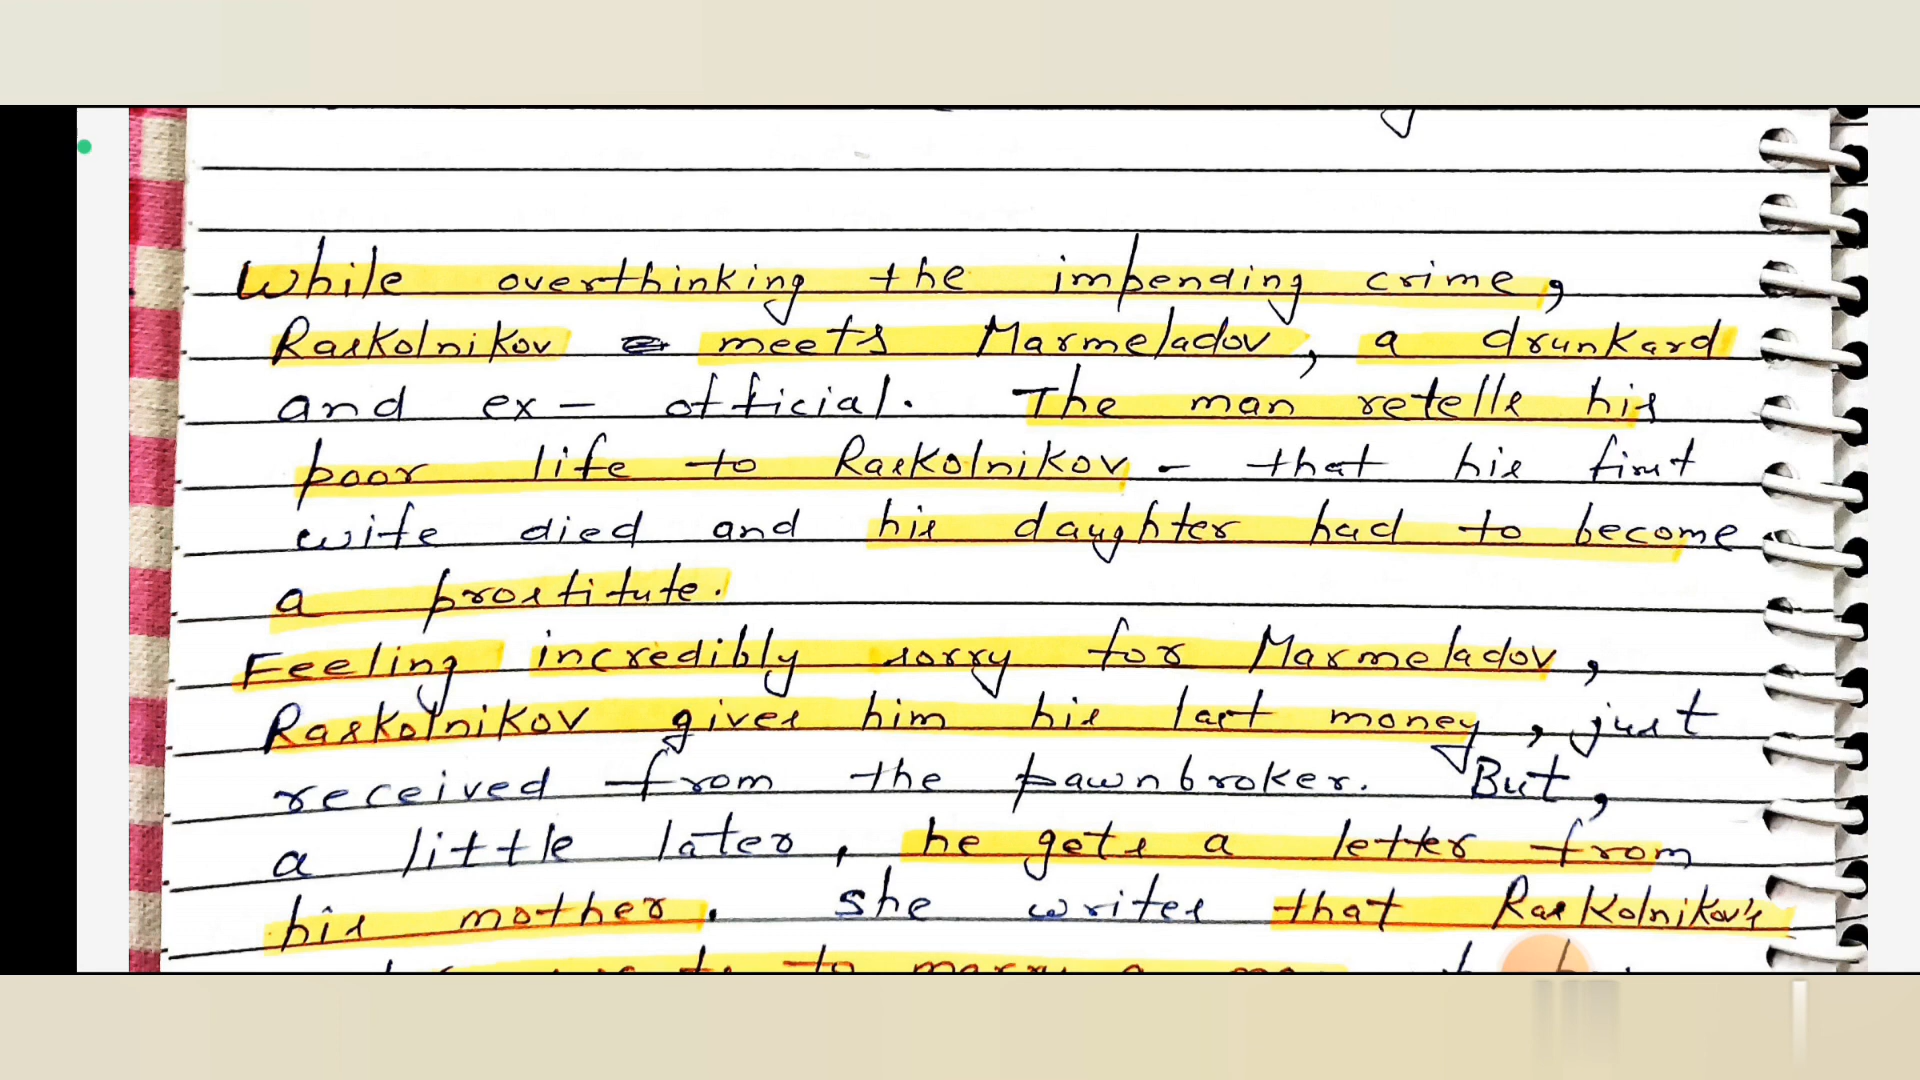 While overthinking the impending crime,
Raskolnikov meets Marmeladov, a drunkard
and ex- official. The man retells his
poor life to Raskolnikov - that his first
wife died and his daughter had to become
a prostitute.
Feeling incredibly sorry for Marmeladov,
Raskolnikov gives him his last money, just
received from the pawnbroker. But,
a little later, he gets a letter from
his mother. She writes that Raskolnikov's
to marry a man